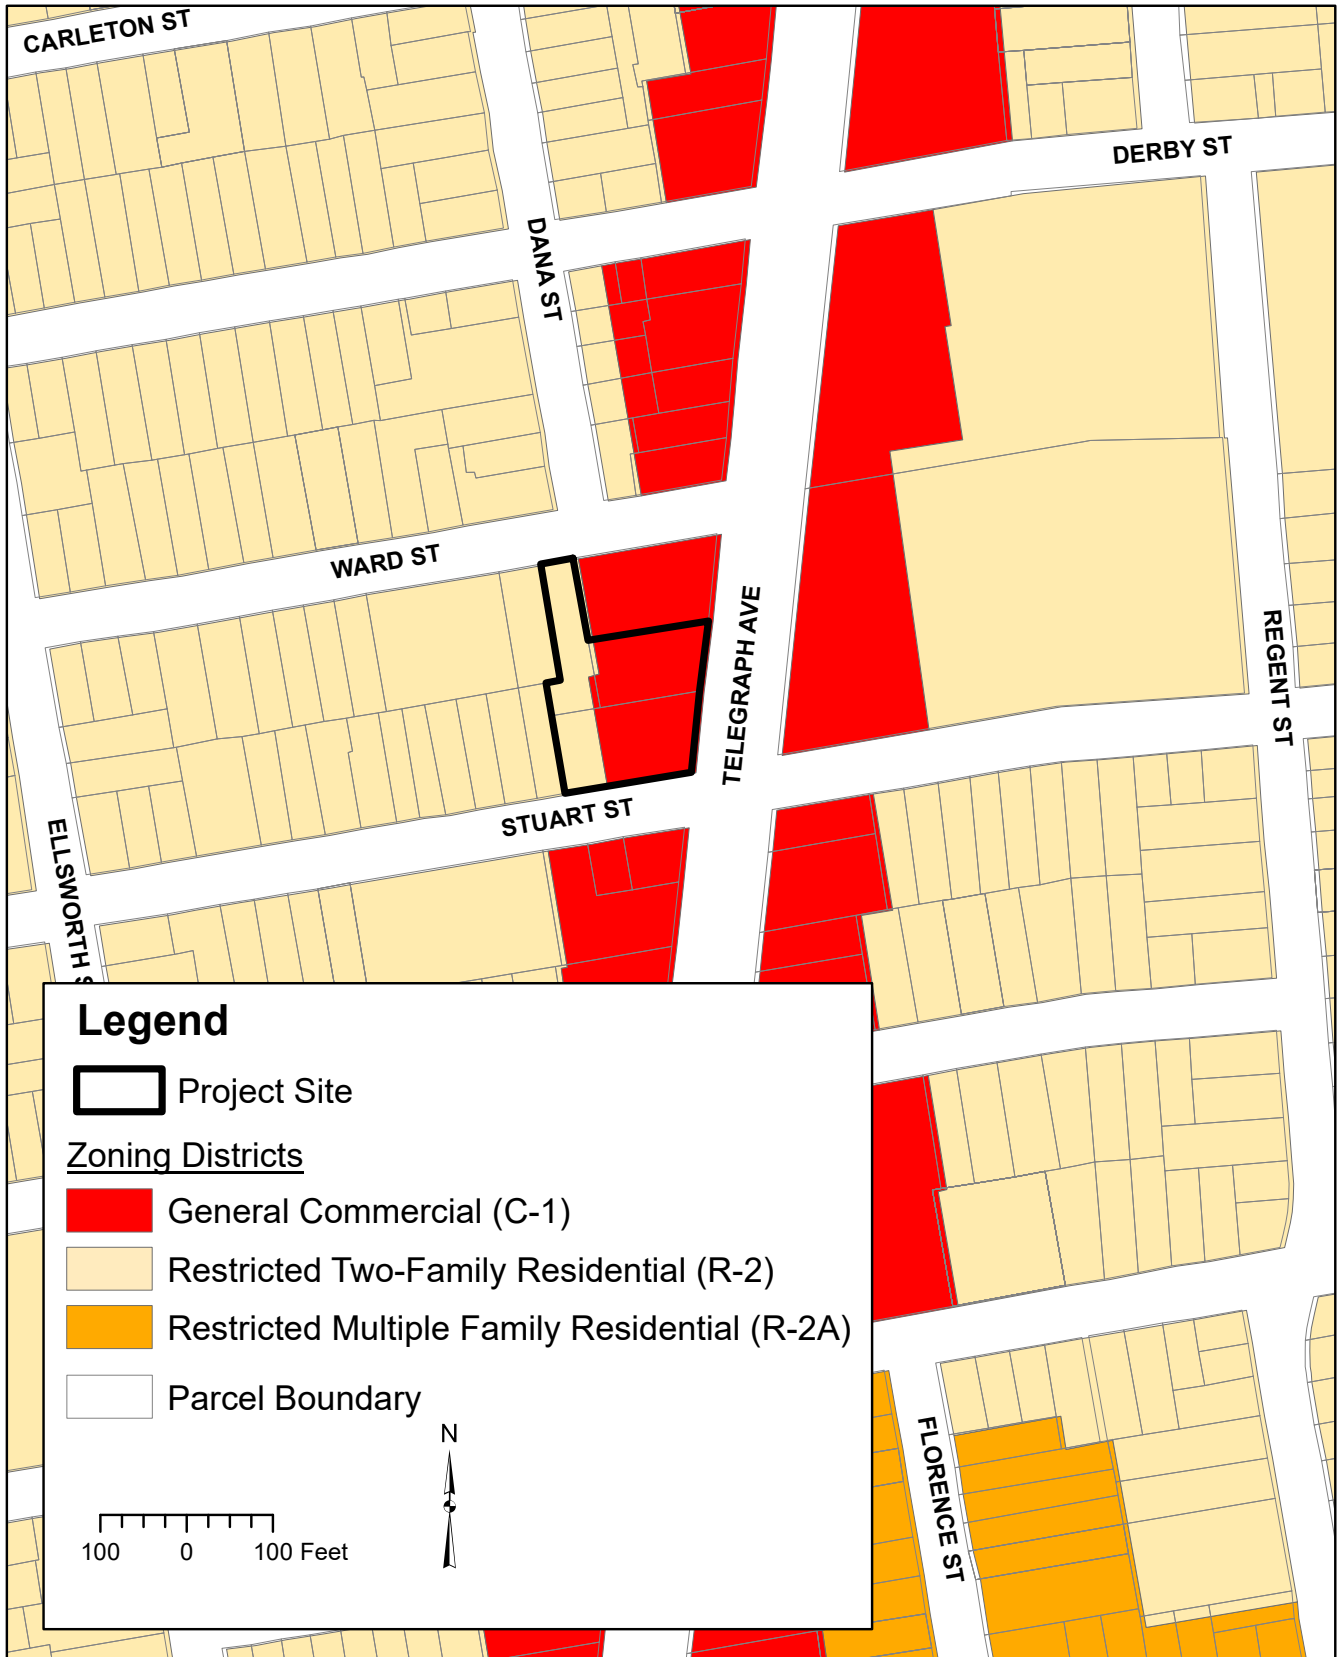 CARLETON ST
DERBY ST
DANA ST
WARD ST
TELEGRAPH AVE
REGENT ST
STUART ST
ELLSWORTH S
Legend
Project Site
Zoning Districts
General Commercial (C-1)
Restricted Two-Family Residential (R-2)
Restricted Multiple Family Residential (R-2A)
Parcel Boundary
N
100 0 100 Feet
FLORENCE ST